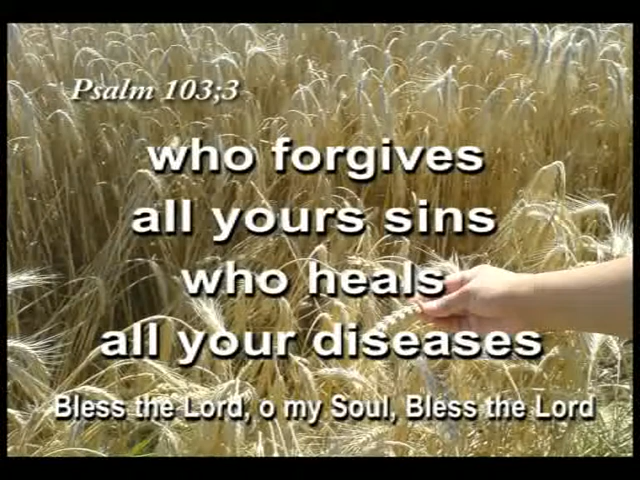 Psalm 103;3
who forgives
all yours sins
who heals
all your diseases
Bless the Lord, o my Soul, Bless the Lord